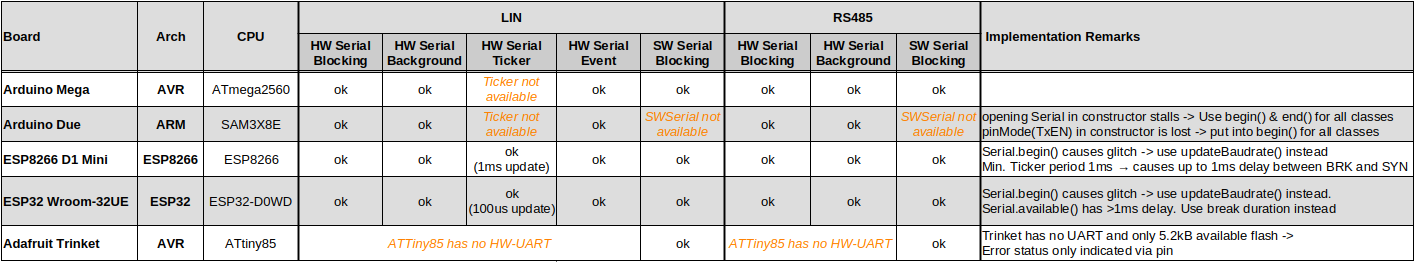 Board Arch CPU LIN RS485 Implementation Remarks
HW Serial Blocking HW Serial Background HW Serial Ticker HW Serial Event SW Serial Blocking HW Serial Blocking HW Serial Background SW Serial Blocking
Arduino Mega AVR ATmega2560 ok ok Ticker not available ok ok ok ok ok
Arduino Due ARM SAM3X8E ok ok Ticker not available ok SWSerial not available ok ok SWSerial not available opening Serial in constructor stalls -> Use begin() & end() for all classes
pinMode(TxEN) in constructor is lost -> put into begin() for all classes
ESP8266 D1 Mini ESP8266 ESP8266 ok ok ok (1ms update) ok ok ok ok ok Serial.begin() causes glitch -> use updateBaudrate() instead
Min. Ticker period 1ms → causes up to 1ms delay between BRK and SYN
ESP32 Wroom-32UE ESP32 ESP32-D0WD ok ok ok (100us update) ok ok ok ok ok Serial.begin() causes glitch -> use updateBaudrate() instead.
Serial.available() has >1ms delay. Use break duration instead
Adafruit Trinket AVR ATtiny85 ATTiny85 has no HW-UART ok ATTiny85 has no HW-UART ok Trinket has no UART and only 5.2kB available flash ->
Error status only indicated via pin